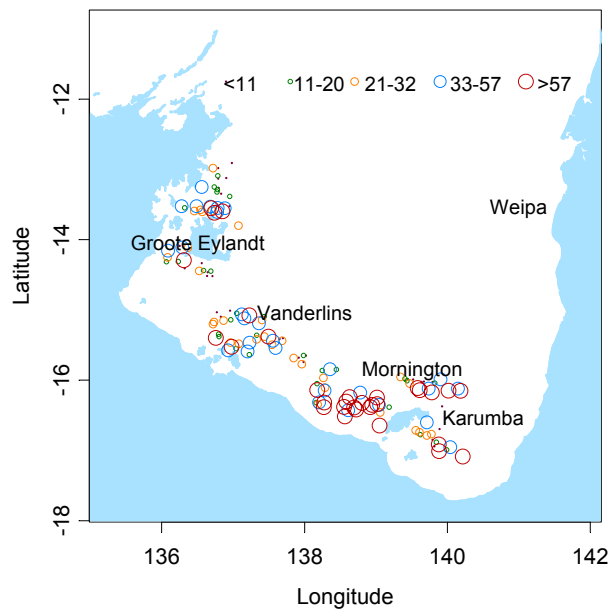 <11 11-20 21-32 33-57 >57
-12
Weipa
-14
Groote Eylandt
Latitude
Vanderlins
Mornington
-16
Karumba
-18
136 138 140 142
Longitude